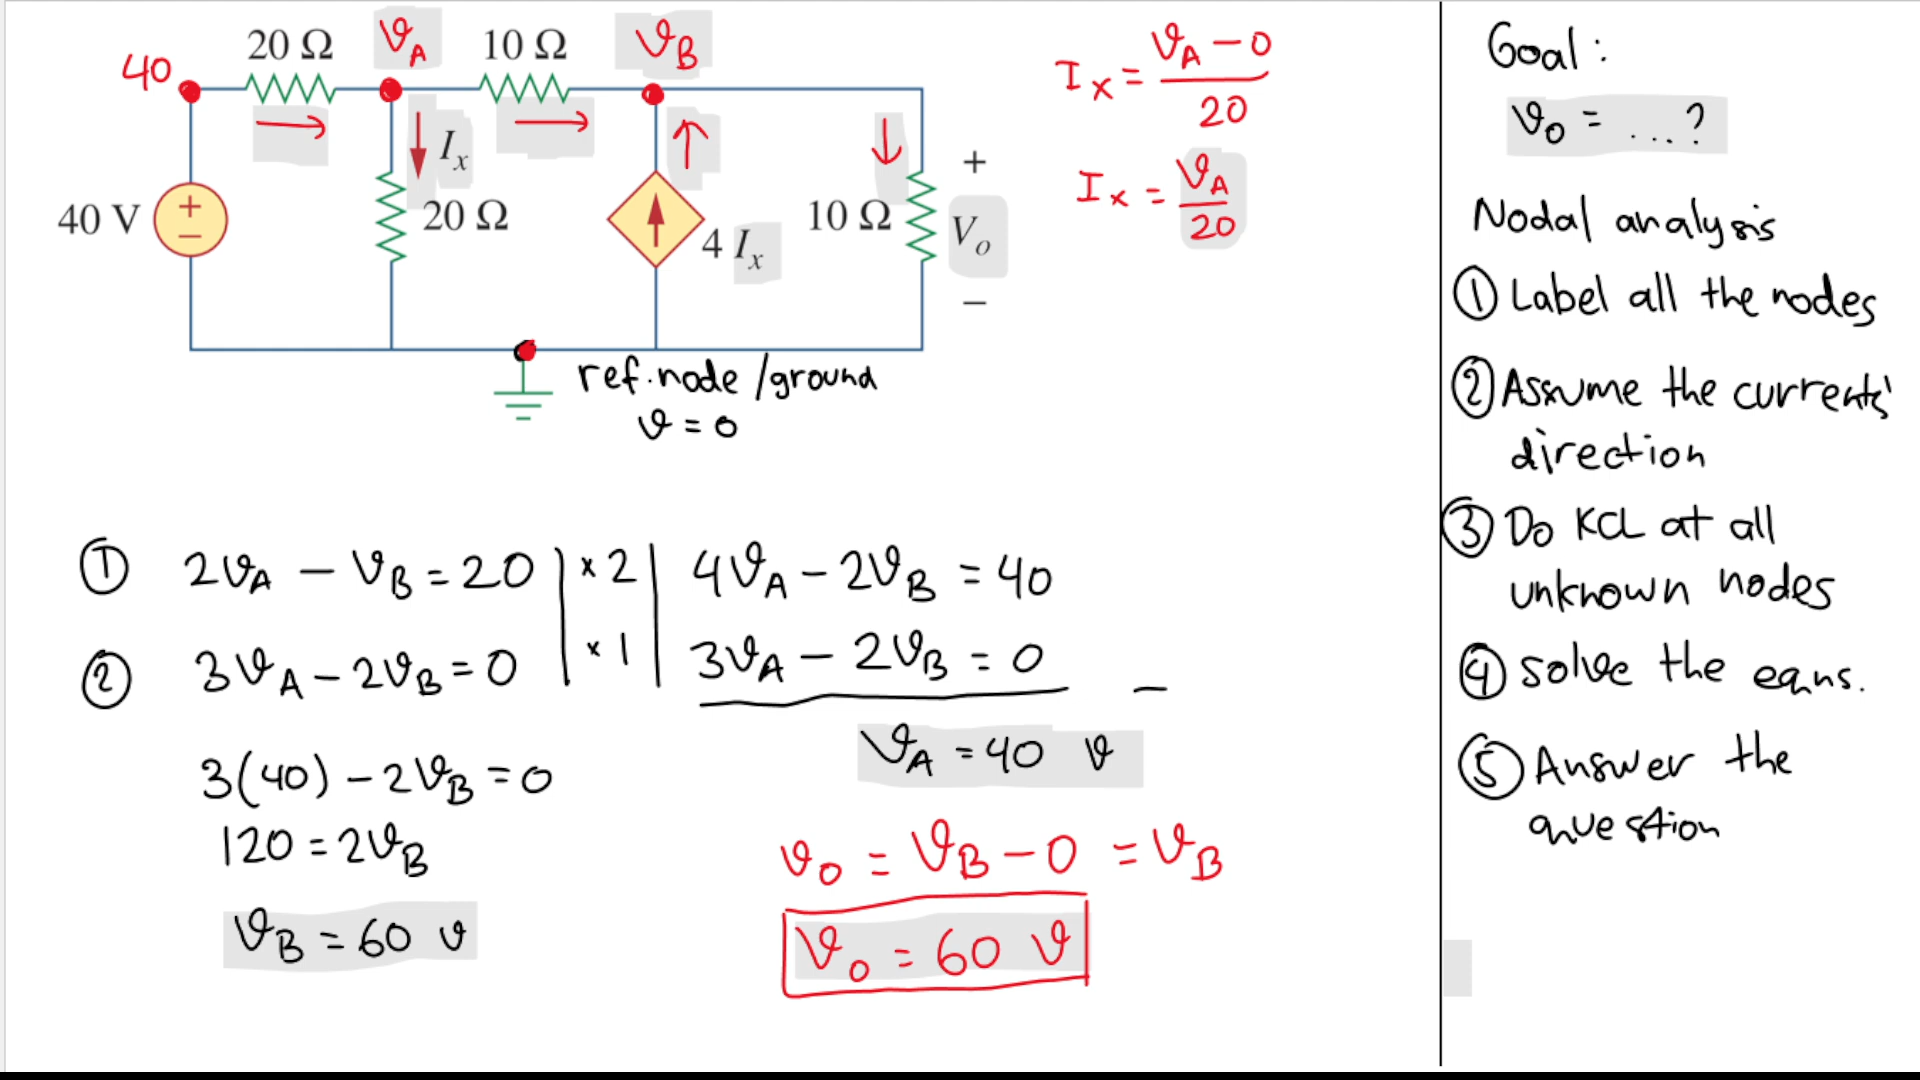 40
20 Ω
𝑣A
10 Ω
𝑣B
Ix
40 V
20 Ω
4 Ix
10 Ω
+
Vo
−
ref.node /ground
𝑣 = 0
Ix = 𝑣A − 0 / 20
Ix = 𝑣A / 20
① 2𝑣A − 𝑣B = 20 | × 2 | 4𝑣A − 2𝑣B = 40
② 3𝑣A − 2𝑣B = 0 | × 1 | 3𝑣A − 2𝑣B = 0 −
𝑣A = 40 𝑣
3(40) − 2𝑣B = 0
120 = 2𝑣B
𝑣B = 60 𝑣
𝑣o = 𝑣B − 0 = 𝑣B
𝑣o = 60 𝑣
Goal :
𝑣o = ...?
Nodal analysis
① Label all the nodes
② Assume the currents'
direction
③ Do KCL at all
unknown nodes
④ solve the eqns.
⑤ Answer the
question